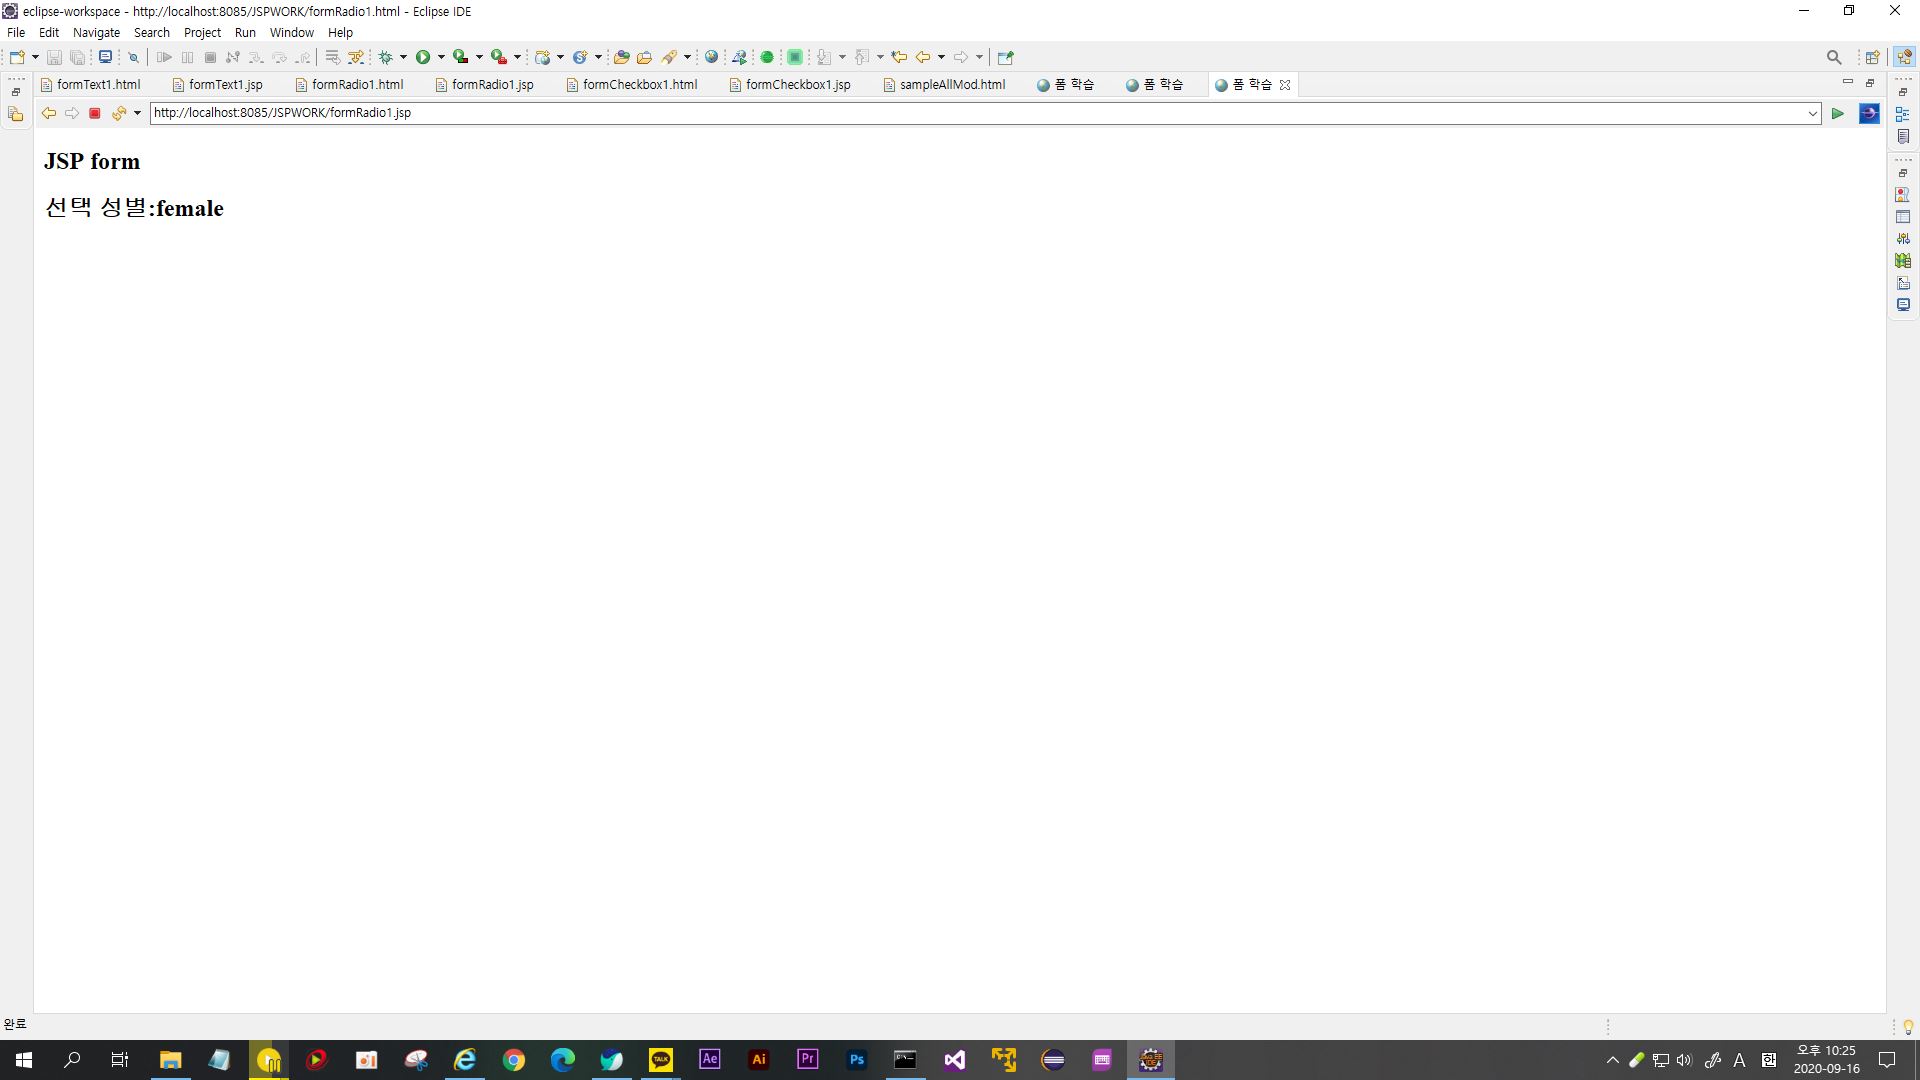 eclipse-workspace - http://localhost:8085/JSPWORK/formRadio1.html - Eclipse IDE
File Edit Navigate Search Project Run Window Help
formText1.html formText1.jsp formRadio1.html formRadio1.jsp formCheckbox1.html formCheckbox1.jsp sampleAllMod.html 폼 학습 폼 학습 폼 학습
http://localhost:8085/JSPWORK/formRadio1.jsp
JSP form
선택 성별:female
완료
TALK Ae Ai Pr Ps A 오후 10:25
2020-09-16